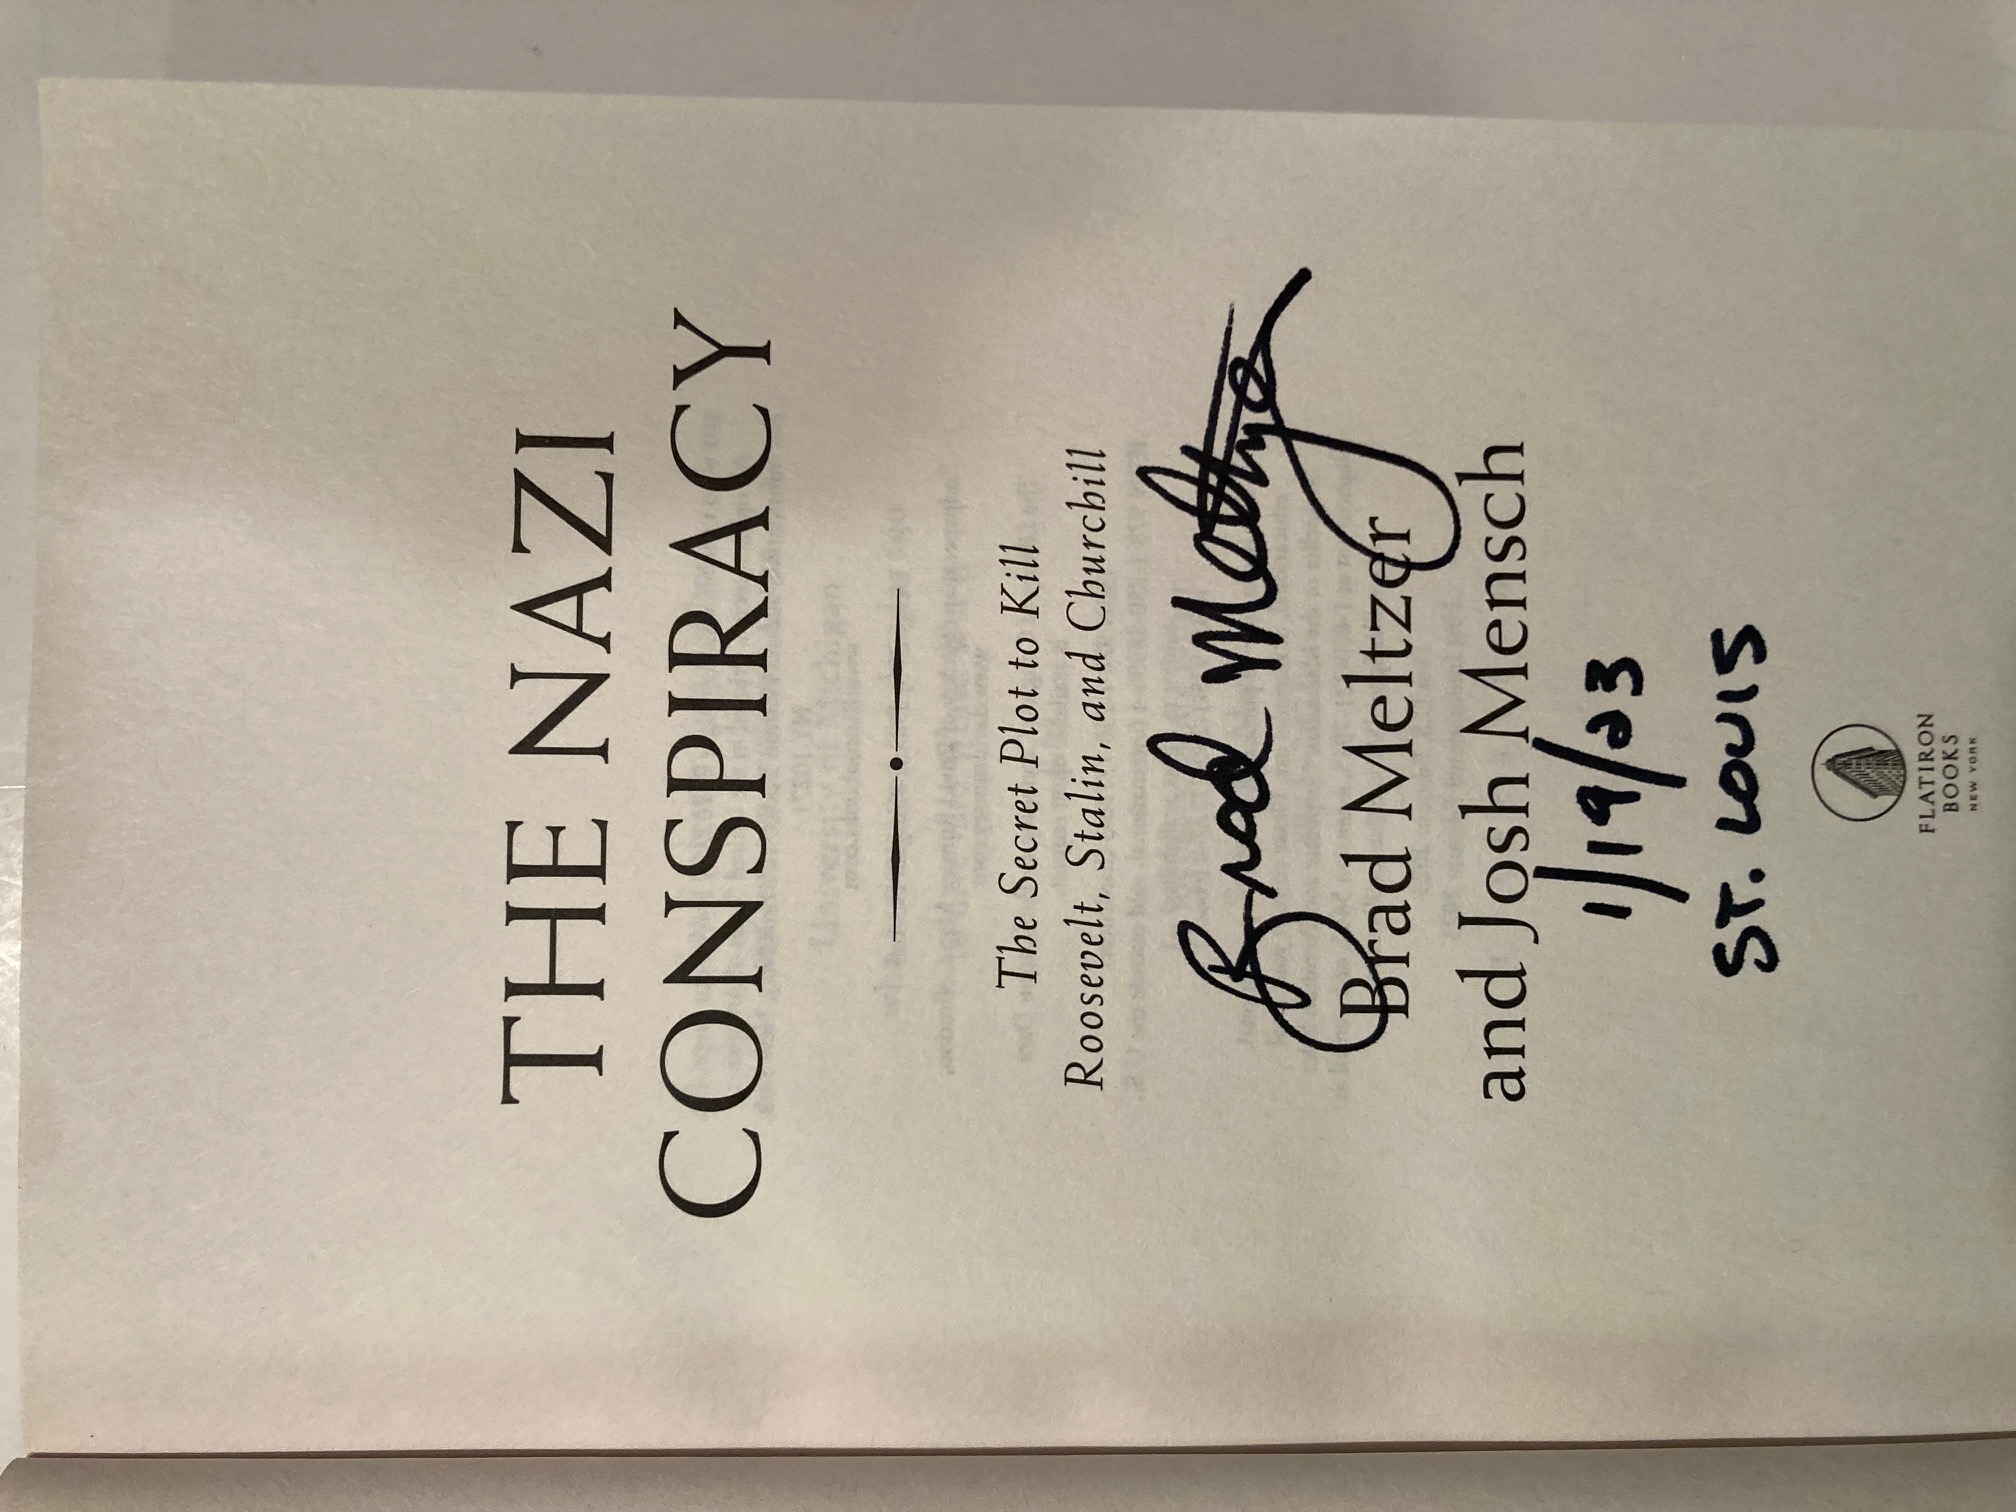 THE NAZI
CONSPIRACY
The Secret Plot to Kill
Roosevelt, Stalin, and Churchill
Brad Meltzer
Brad Meltzer
and Josh Mensch
1/19/23
ST. LOUIS
FLATIRON
BOOKS
NEW YORK